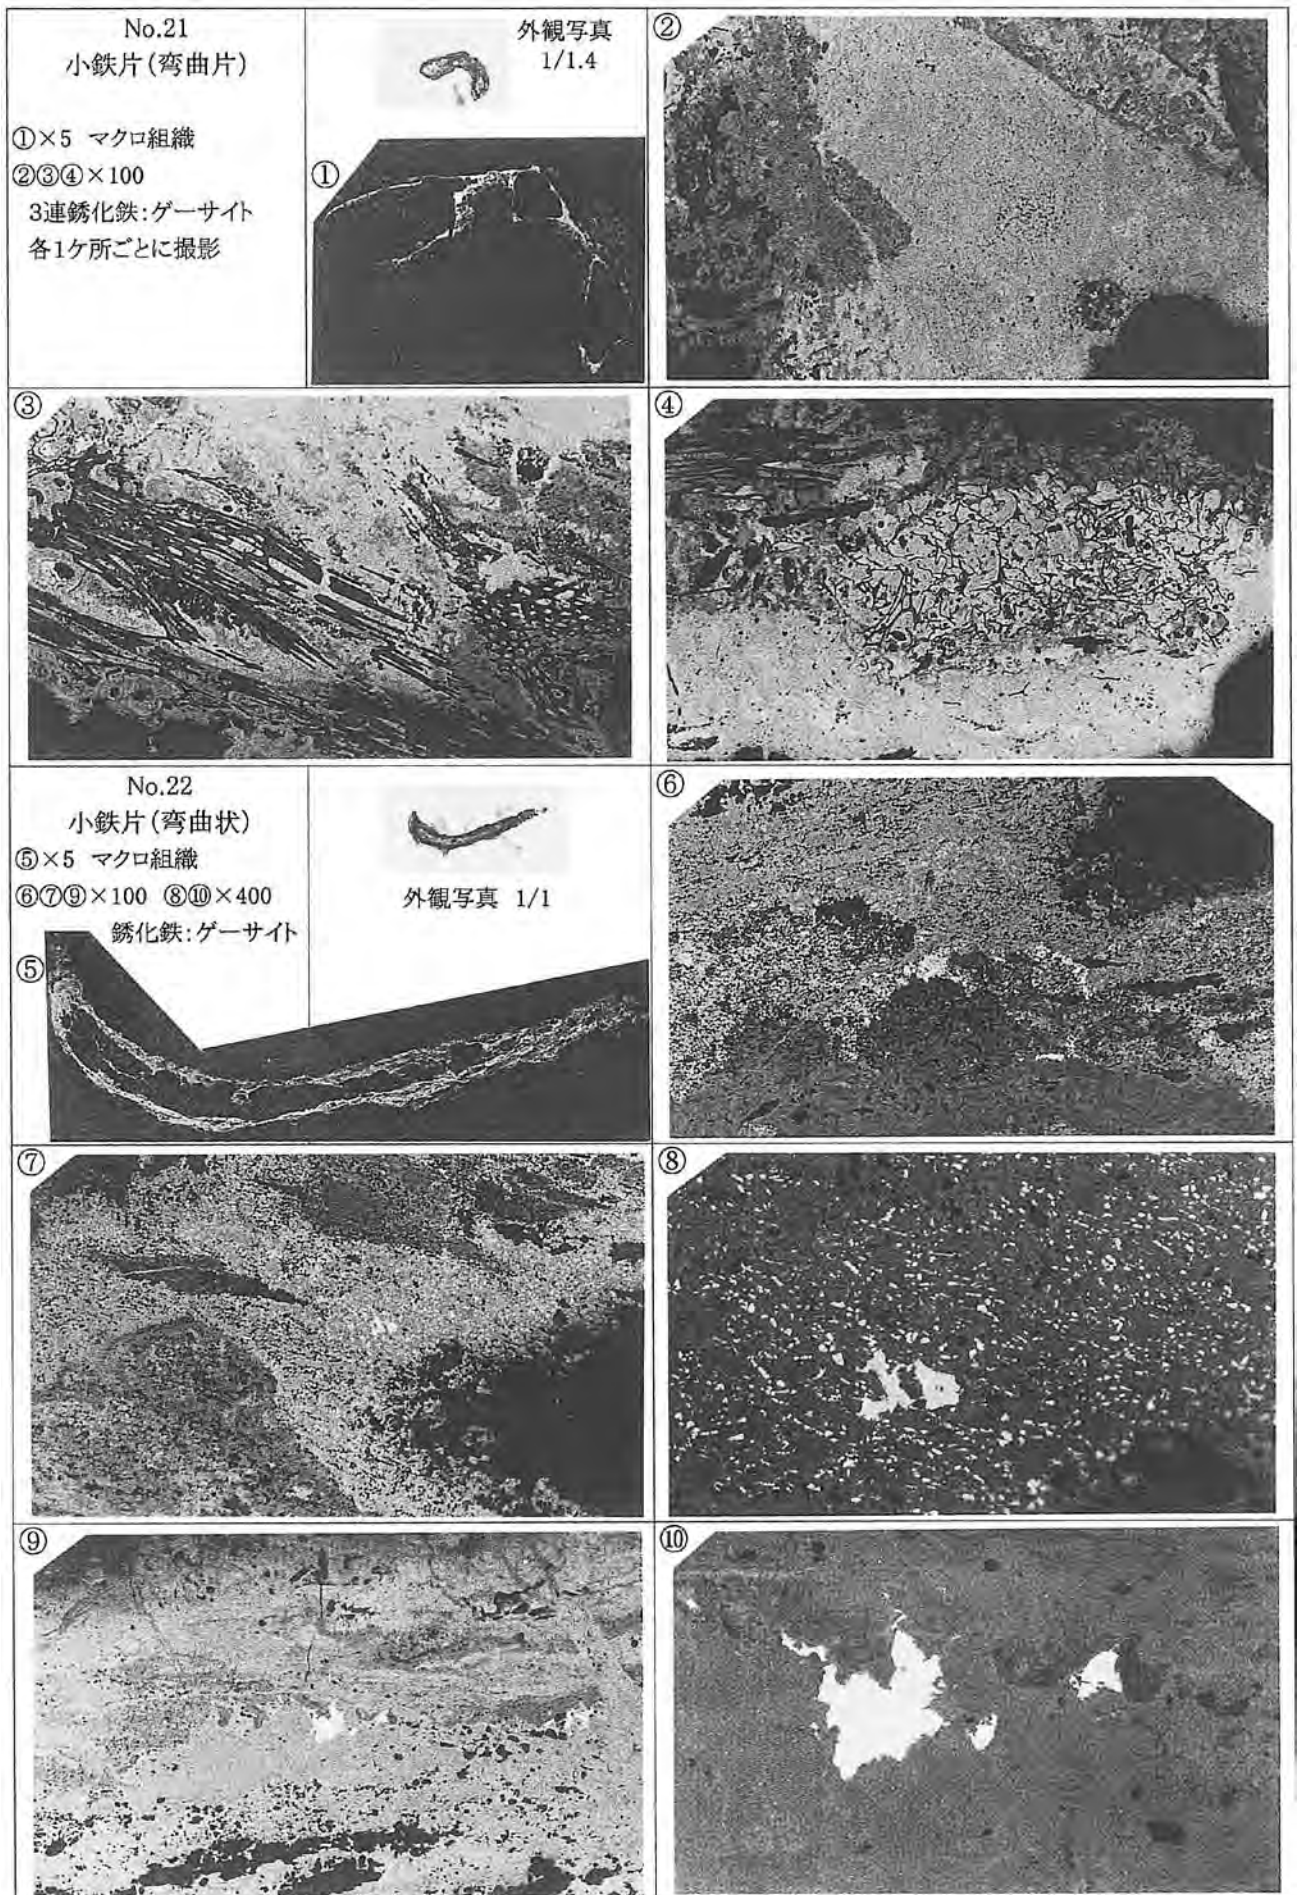 No.21
小鉄片(弯曲片)
①×5 マクロ組織
②③④×100
3連銹化鉄:ゲーサイト
各1ケ所ごとに撮影
外観写真
1/1.4
①
②
③
④
No.22
小鉄片(弯曲状)
⑤×5 マクロ組織
⑥⑦⑨×100 ⑧⑩×400
銹化鉄:ゲーサイト
外観写真 1/1
⑤
⑥
⑦
⑧
⑨
⑩